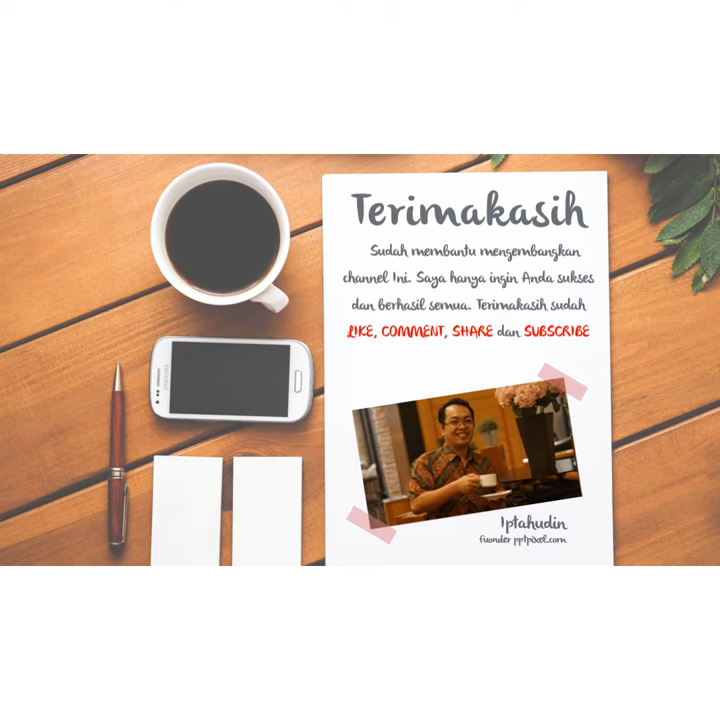 Terimakasih
Sudah membantu mengembangkan
channel Ini. Saya hanya ingin Anda sukses
dan berhasil semua. Terimakasih sudah
LIKE, COMMENT, SHARE dan SUBSCRIBE
Iptahudin
fuonder pptpixel.com
SAMSUNG